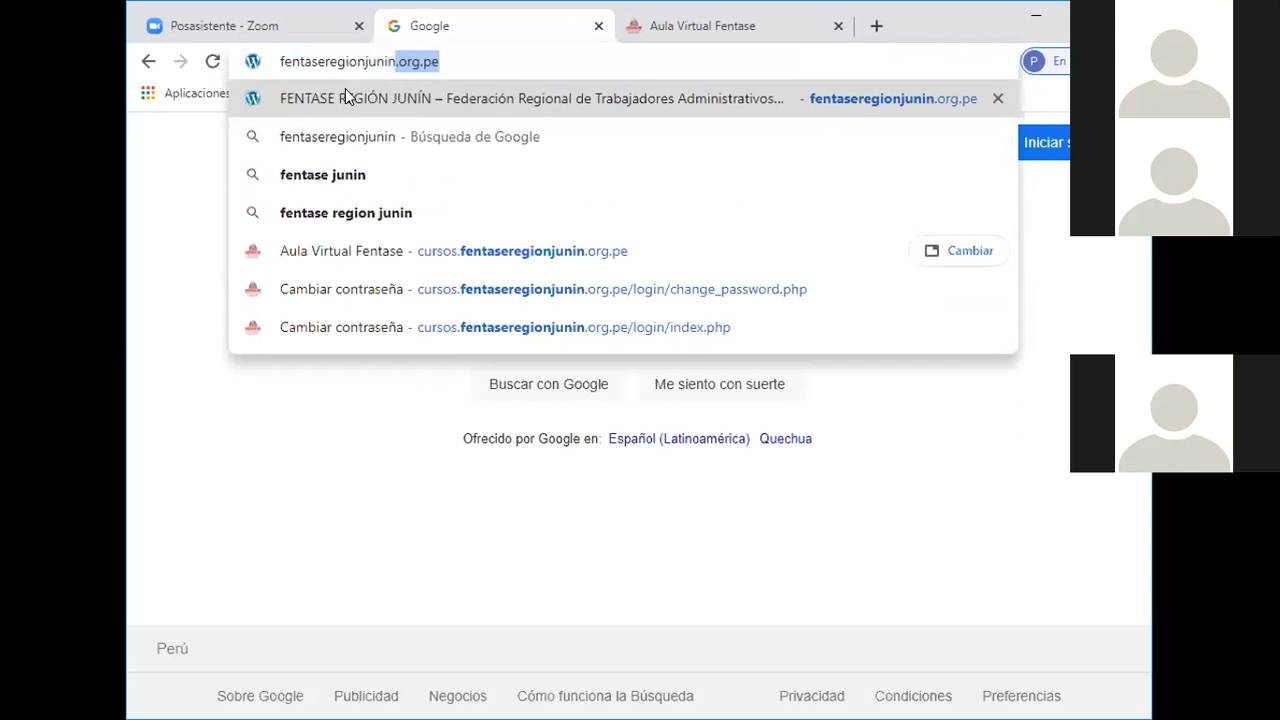 Posasistente - Zoom
Google
Aula Virtual Fentase
fentaseregionjunin.org.pe
P En
Aplicaciones
FENTASE REGIÓN JUNÍN – Federación Regional de Trabajadores Administrativos... - fentaseregionjunin.org.pe
Iniciar s
fentaseregionjunin - Búsqueda de Google
fentase junin
fentase region junin
Aula Virtual Fentase - cursos.fentaseregionjunin.org.pe
Cambiar
Cambiar contraseña - cursos.fentaseregionjunin.org.pe/login/change_password.php
Cambiar contraseña - cursos.fentaseregionjunin.org.pe/login/index.php
Buscar con Google
Me siento con suerte
Ofrecido por Google en: Español (Latinoamérica) Quechua
Perú
Sobre Google Publicidad Negocios Cómo funciona la Búsqueda Privacidad Condiciones Preferencias